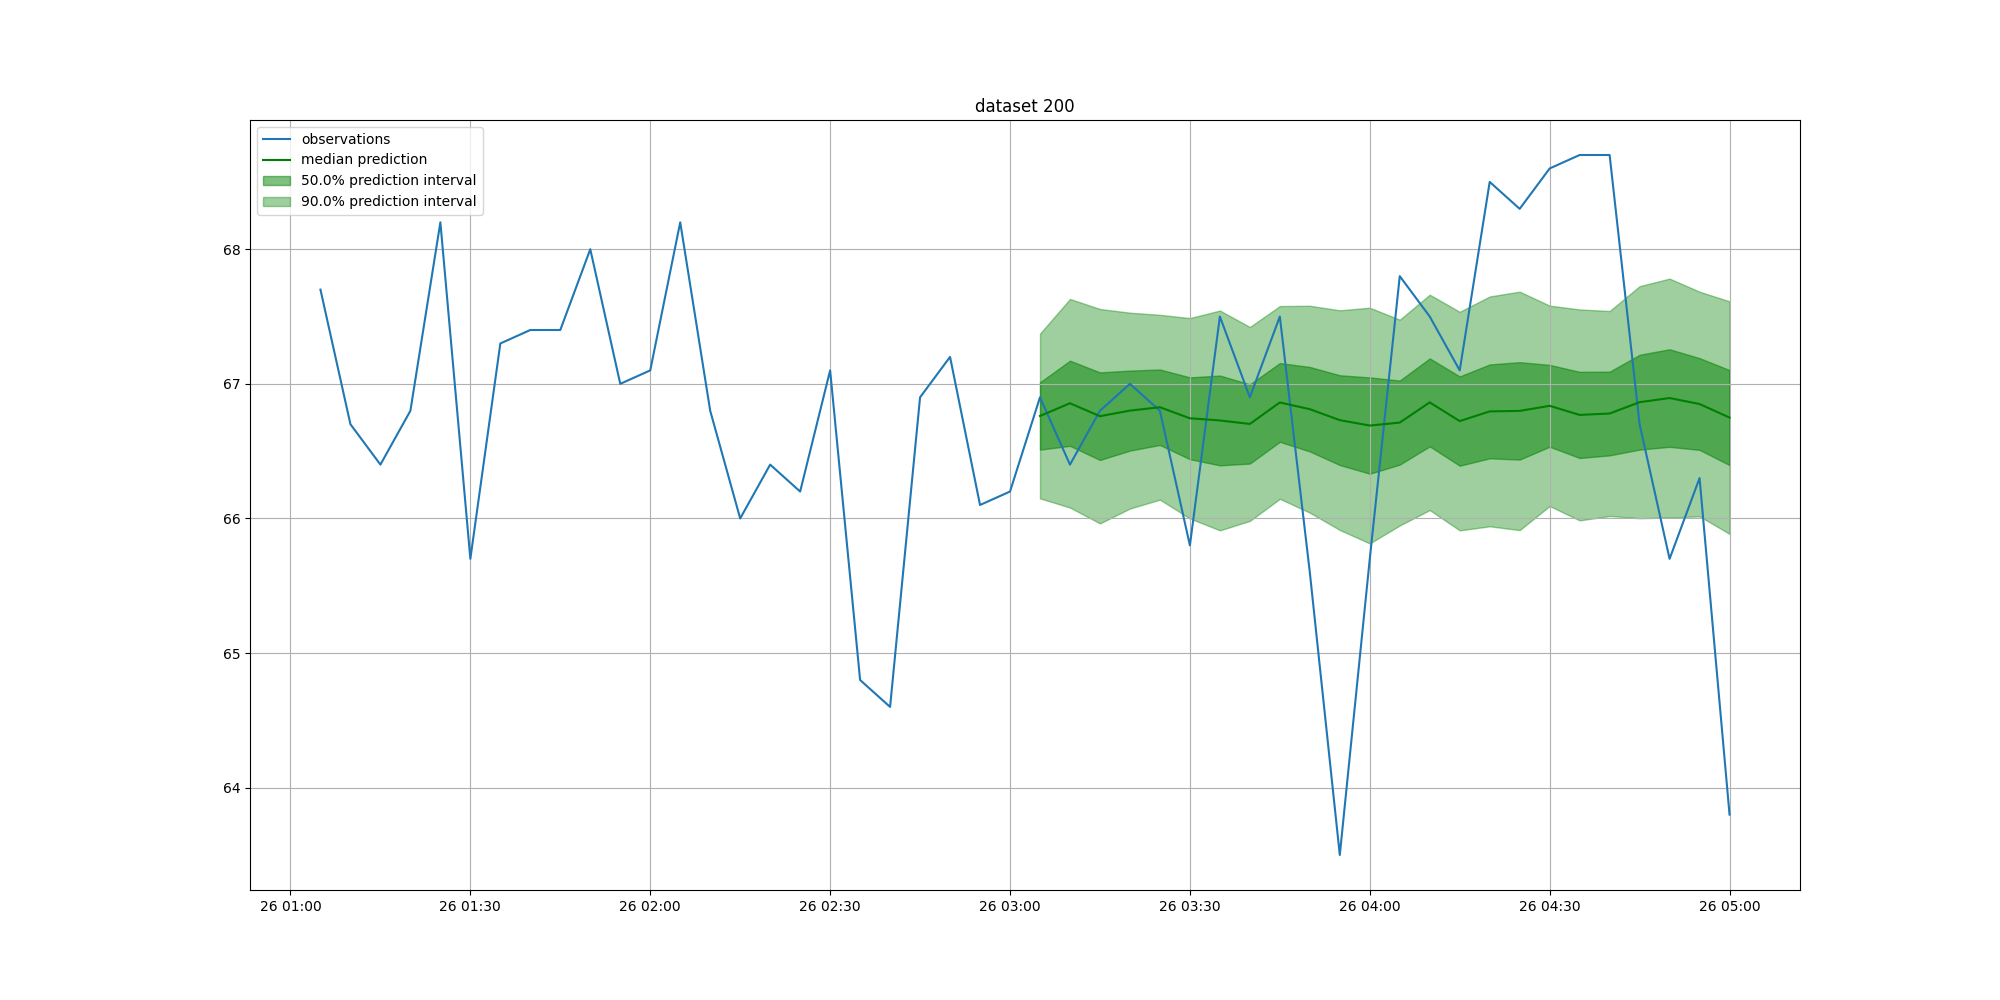 dataset 200
observations
median prediction
50.0% prediction interval
90.0% prediction interval
68
67
66
65
64
26 01:00
26 01:30
26 02:00
26 02:30
26 03:00
26 03:30
26 04:00
26 04:30
26 05:00